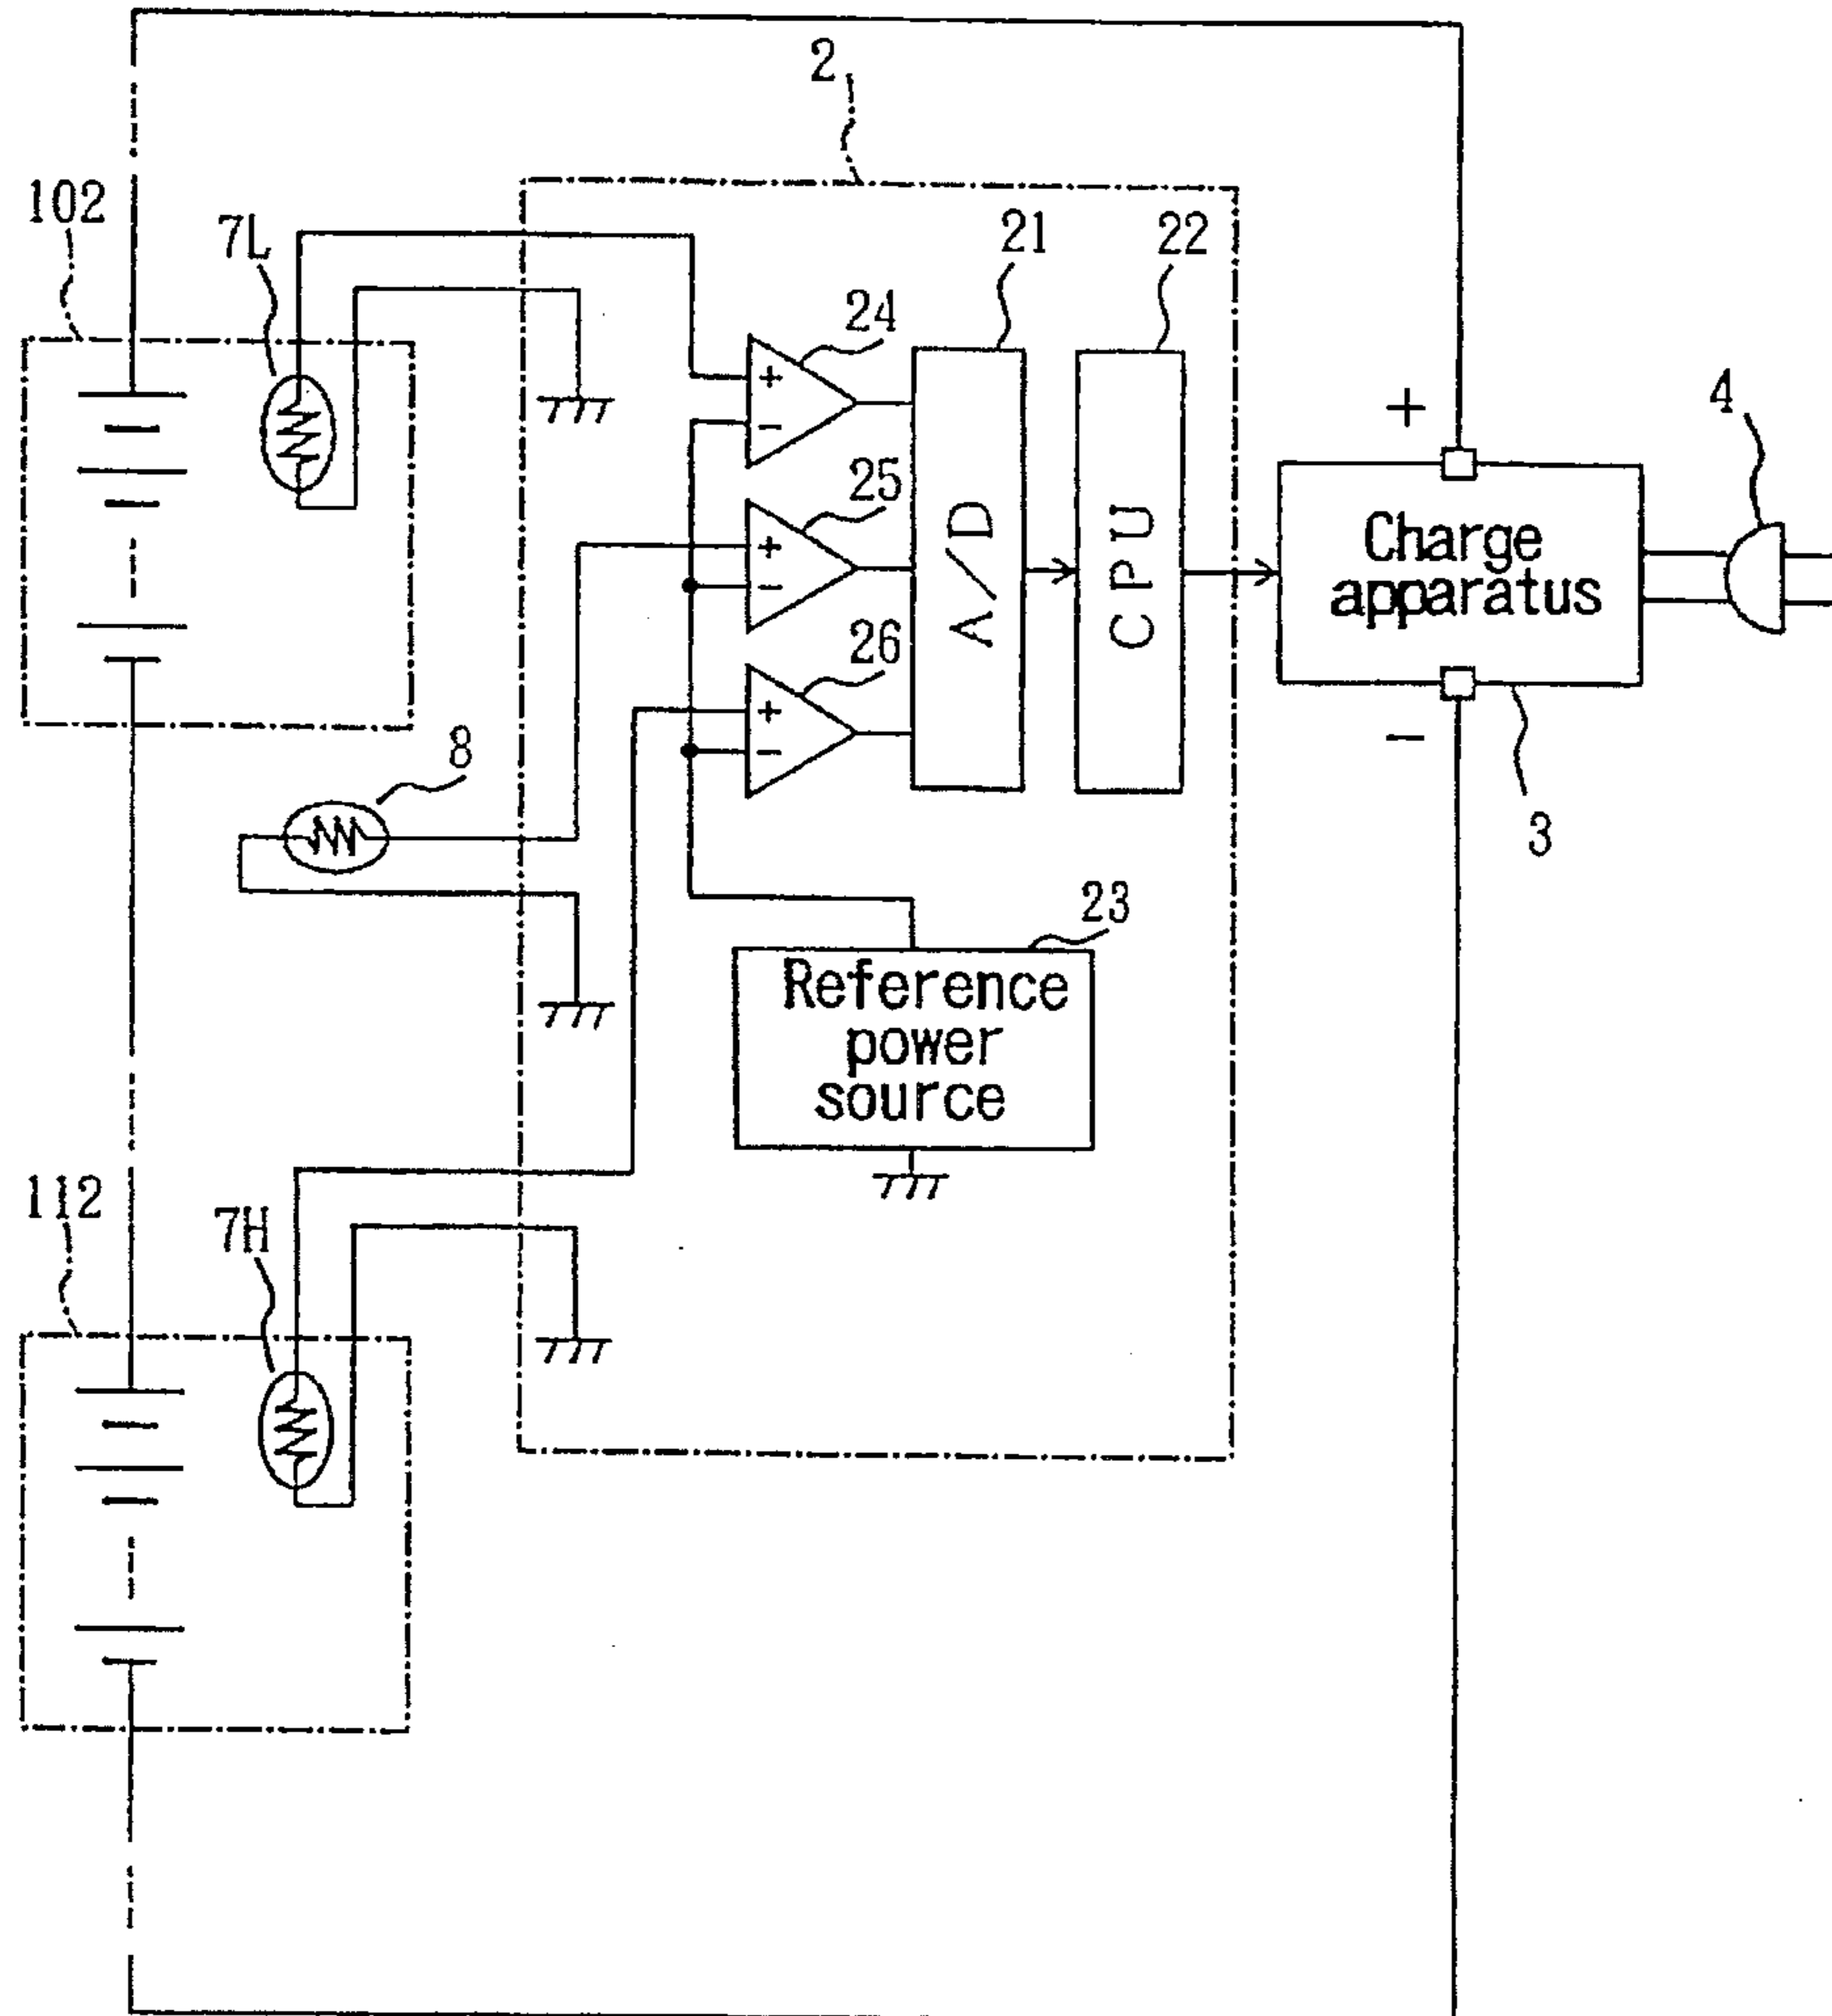 2
102
7L
21
22
24
+
-
+
4
25
+
-
A/D
CPU
Charge
apparatus
26
+
-
-
8
3
23
Reference
power
source
112
7H